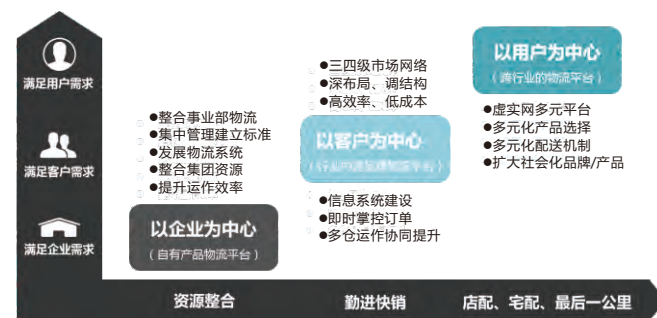 满足用户需求
满足客户需求
满足企业需求
●整合事业部物流
●集中管理建立标准
●发展物流系统
●整合集团资源
●提升运作效率
以企业为中心
（自有产品物流平台）
●三四级市场网络
●深布局、调结构
●高效率、低成本
以客户为中心
●信息系统建设
●即时掌控订单
●多仓运作协同提升
以用户为中心
（跨行业的物流平台）
●虚实网多元平台
●多元化产品选择
●多元化配送机制
●扩大社会化品牌/产品
资源整合
勤进快销
店配、宅配、最后一公里